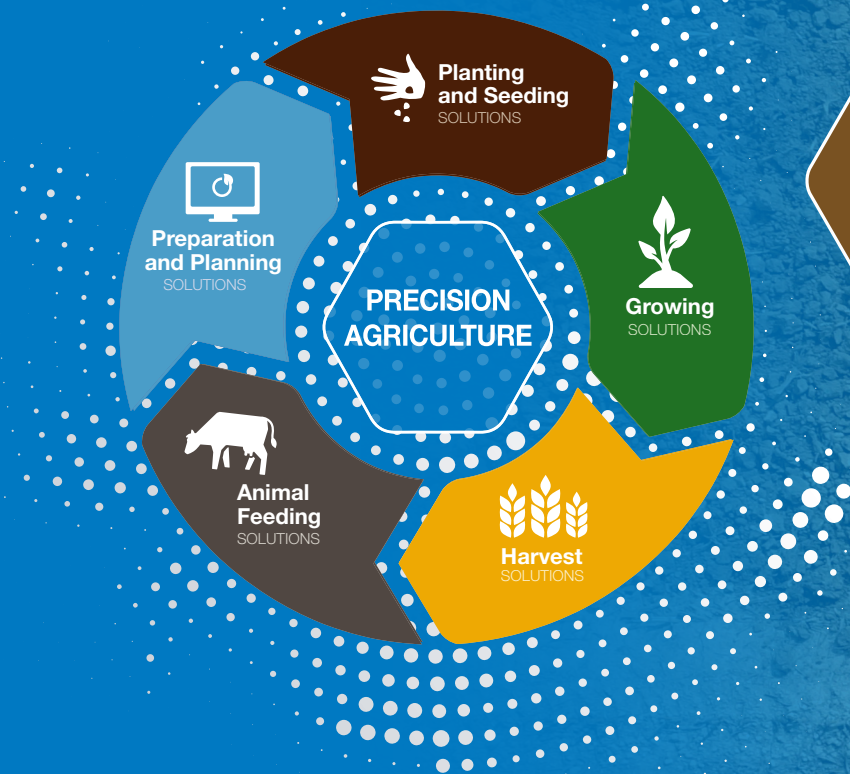 Planting
and Seeding
SOLUTIONS
Preparation
and Planning
SOLUTIONS
Growing
SOLUTIONS
PRECISION
AGRICULTURE
Animal
Feeding
SOLUTIONS
Harvest
SOLUTIONS